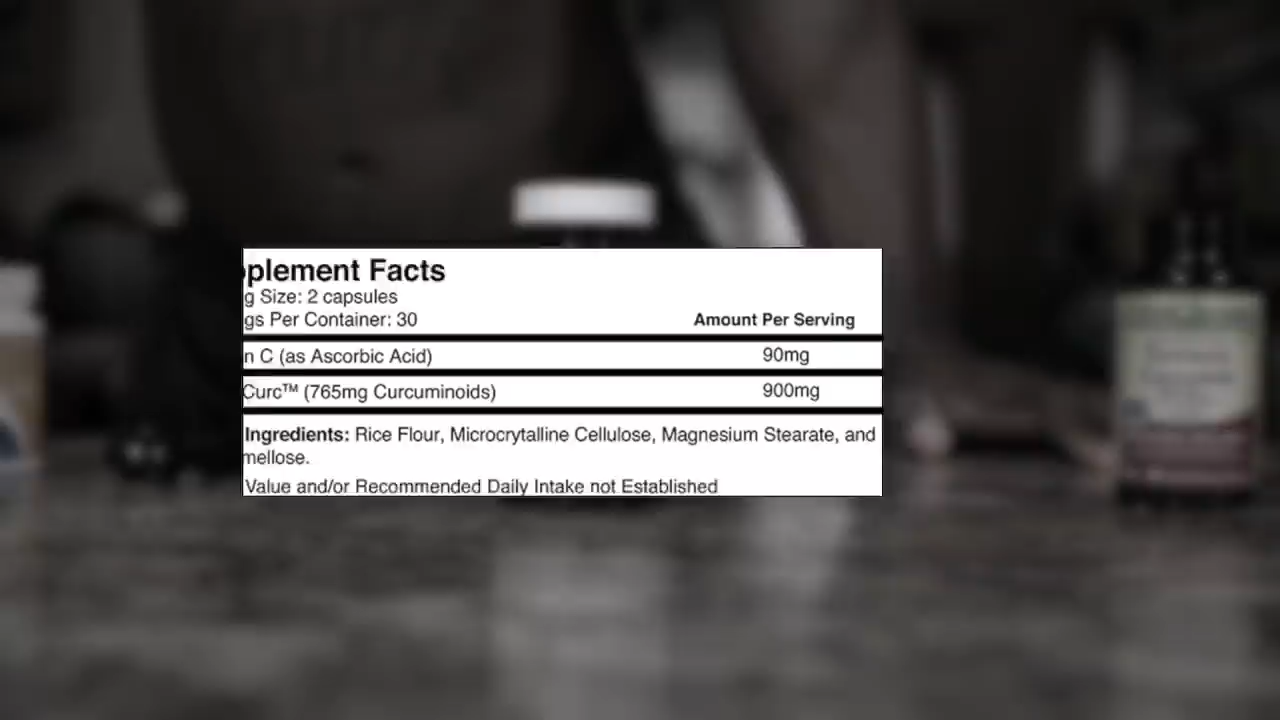 pplement Facts
g Size: 2 capsules
gs Per Container: 30 Amount Per Serving
n C (as Ascorbic Acid) 90mg
Curc™ (765mg Curcuminoids) 900mg
Ingredients: Rice Flour, Microcrytalline Cellulose, Magnesium Stearate, and
mellose.
Value and/or Recommended Daily Intake not Established